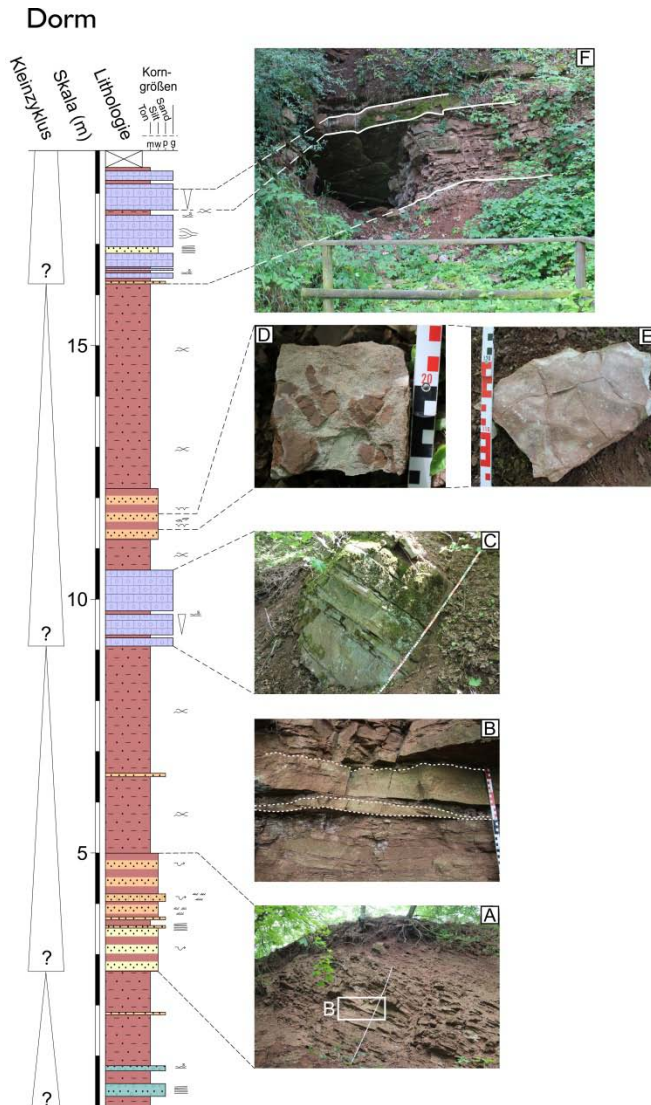 Dorm
Kleinzyklus
Skala (m)
Lithologie
Korn-
größen
Ton
Silt
Sand
m w p g
F
?
15
D
20
E
C
10
?
B
5
A
B
?
?